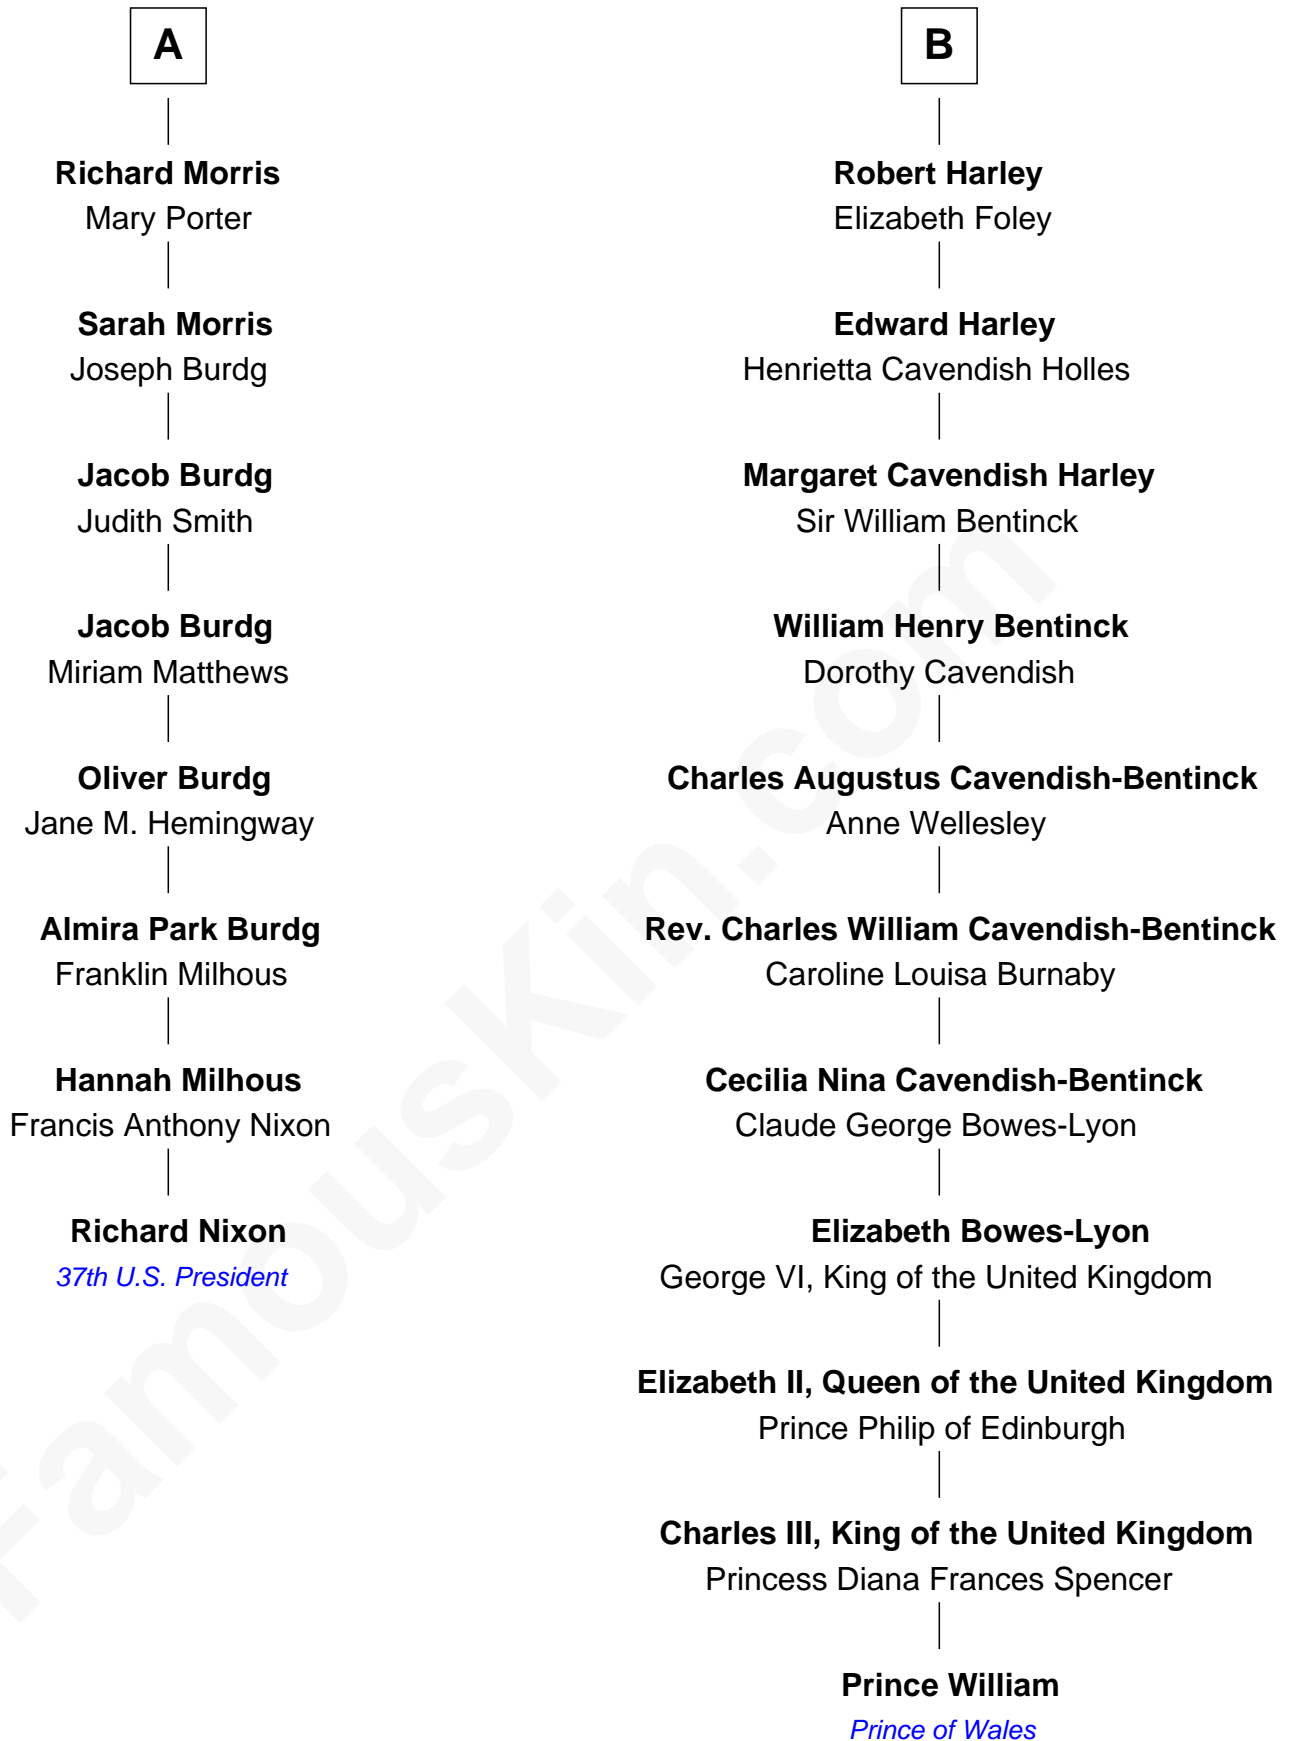 A
Richard Morris
Mary Porter
Sarah Morris
Joseph Burdg
Jacob Burdg
Judith Smith
Jacob Burdg
Miriam Matthews
Oliver Burdg
Jane M. Hemingway
Almira Park Burdg
Franklin Milhous
Hannah Milhous
Francis Anthony Nixon
Richard Nixon
37th U.S. President
B
Robert Harley
Elizabeth Foley
Edward Harley
Henrietta Cavendish Holles
Margaret Cavendish Harley
Sir William Bentinck
William Henry Bentinck
Dorothy Cavendish
Charles Augustus Cavendish-Bentinck
Anne Wellesley
Rev. Charles William Cavendish-Bentinck
Caroline Louisa Burnaby
Cecilia Nina Cavendish-Bentinck
Claude George Bowes-Lyon
Elizabeth Bowes-Lyon
George VI, King of the United Kingdom
Elizabeth II, Queen of the United Kingdom
Prince Philip of Edinburgh
Charles III, King of the United Kingdom
Princess Diana Frances Spencer
Prince William
Prince of Wales
FamousKin.com